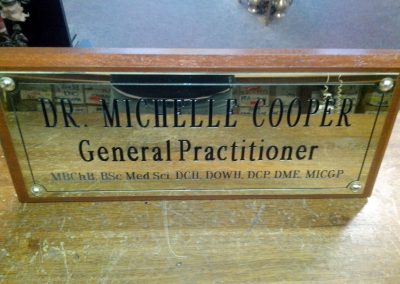 DR. MICHELLE COOPER
General Practitioner
MBChB, BSc Med Sci, DCH, DOWH, DCP, DME, MICGP